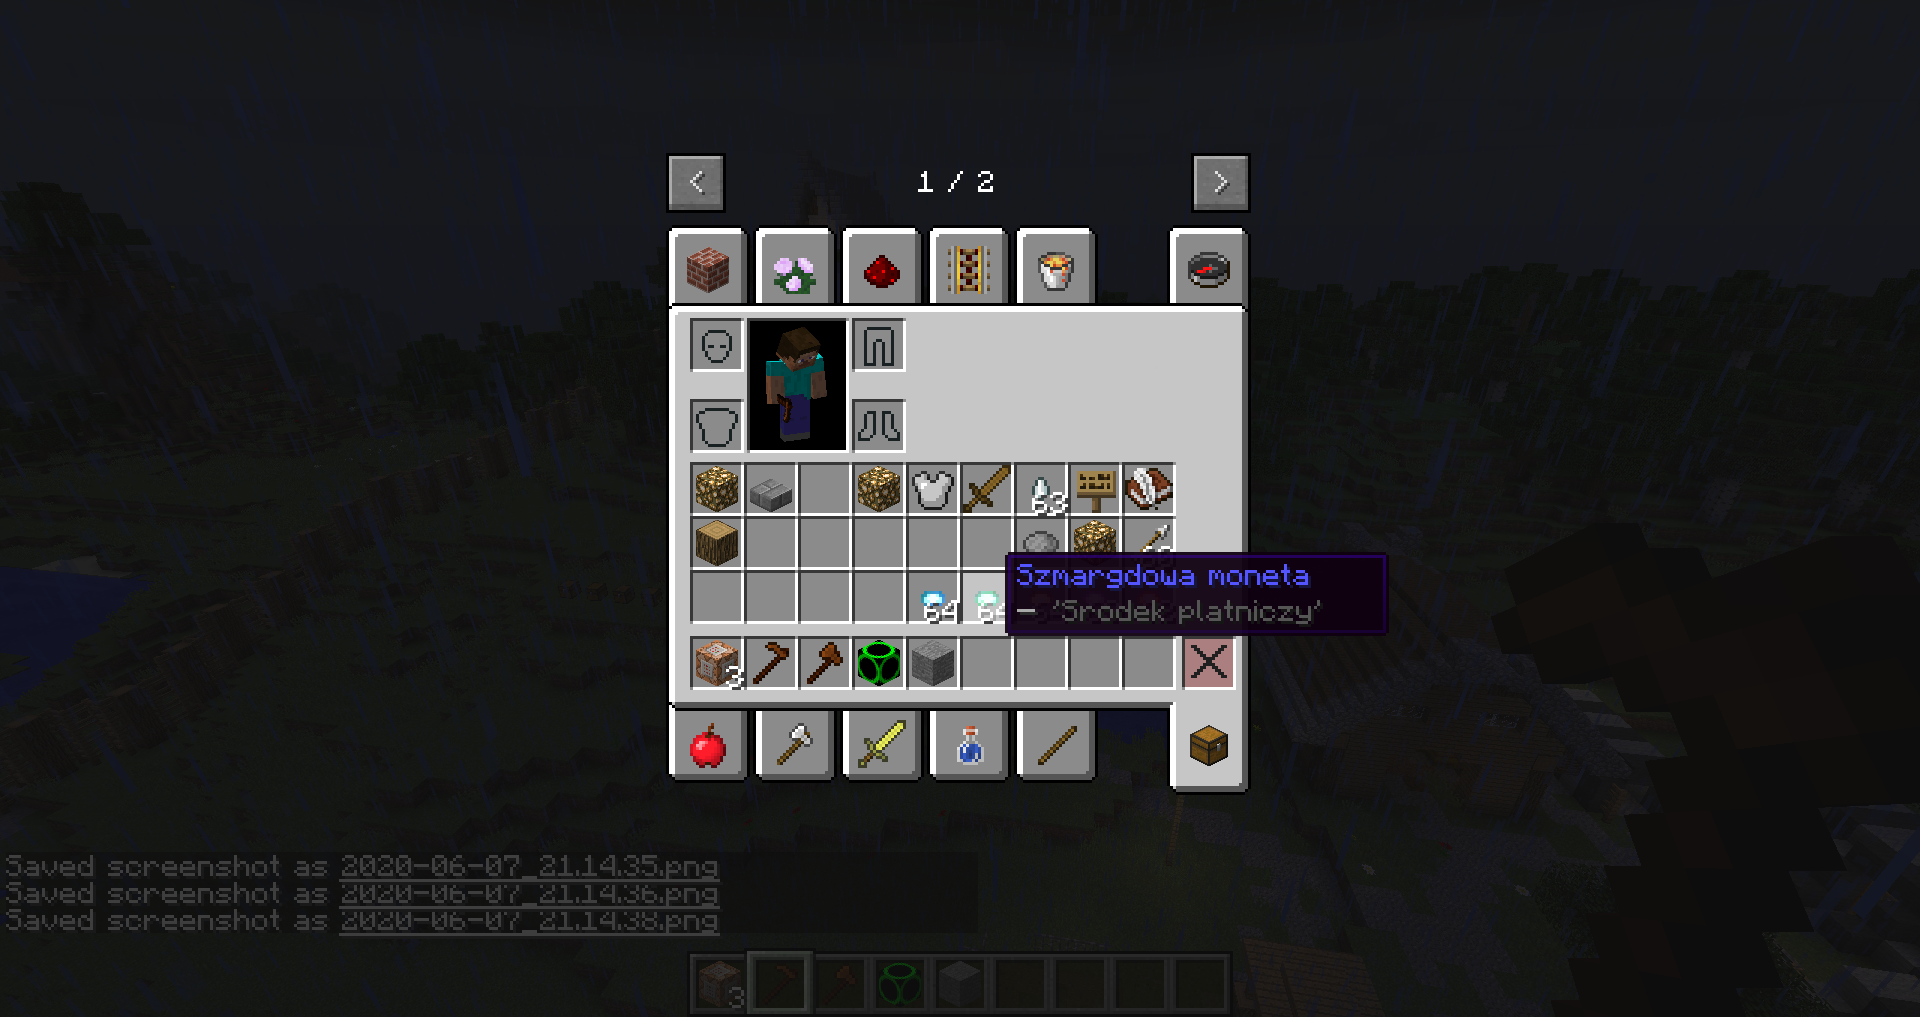 1 / 2
63
Szmargdowa moneta
– 'Srodek platniczy'
64
3
Saved screenshot as 2020-06-07_21.14.35.png
Saved screenshot as 2020-06-07_21.14.36.png
Saved screenshot as 2020-06-07_21.14.38.png
3